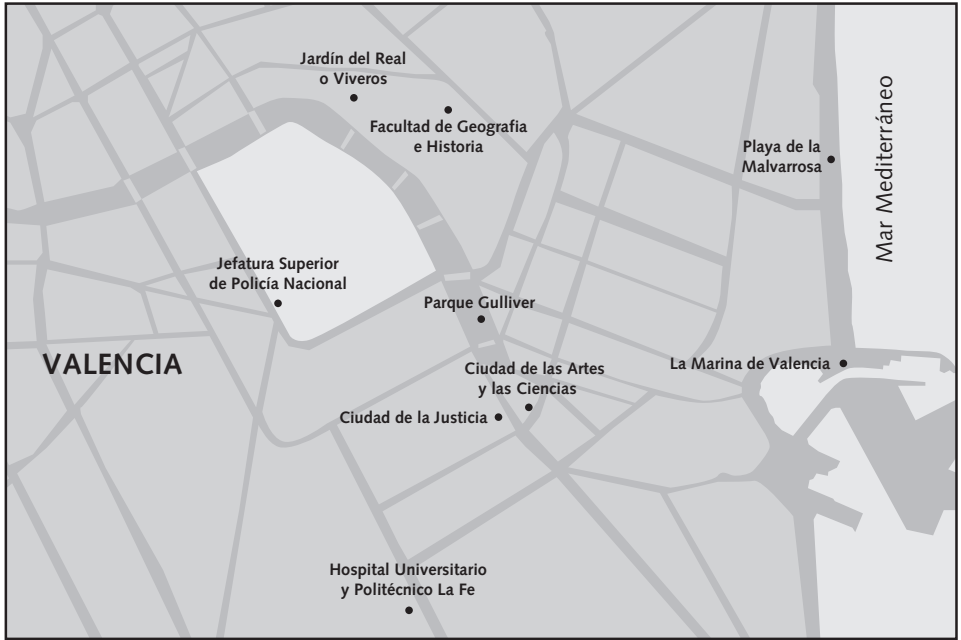 Jardín del Real
o Viveros
Facultad de Geografía
e Historia
Playa de la
Malvarrosa
Mar Mediterráneo
Jefatura Superior
de Policía Nacional
Parque Gulliver
VALENCIA
Ciudad de las Artes
y las Ciencias
La Marina de Valencia
Ciudad de la Justicia
Hospital Universitario
y Politécnico La Fe